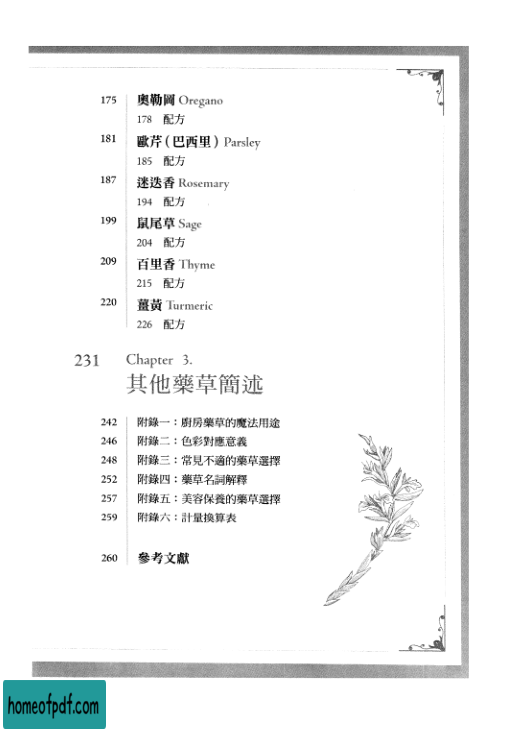 175 奧勒岡 Oregano
178 配方
181 歐芹(巴西里) Parsley
185 配方
187 迷迭香 Rosemary
194 配方
199 鼠尾草 Sage
204 配方
209 百里香 Thyme
215 配方
220 薑黃 Turmeric
226 配方
231 Chapter 3.
其他藥草簡述
242 附錄一：廚房藥草的魔法用途
246 附錄二：色彩對應意義
248 附錄三：常見不適的藥草選擇
252 附錄四：藥草名詞解釋
257 附錄五：美容保養的藥草選擇
259 附錄六：計量換算表
260 參考文獻
homeofpdf.com